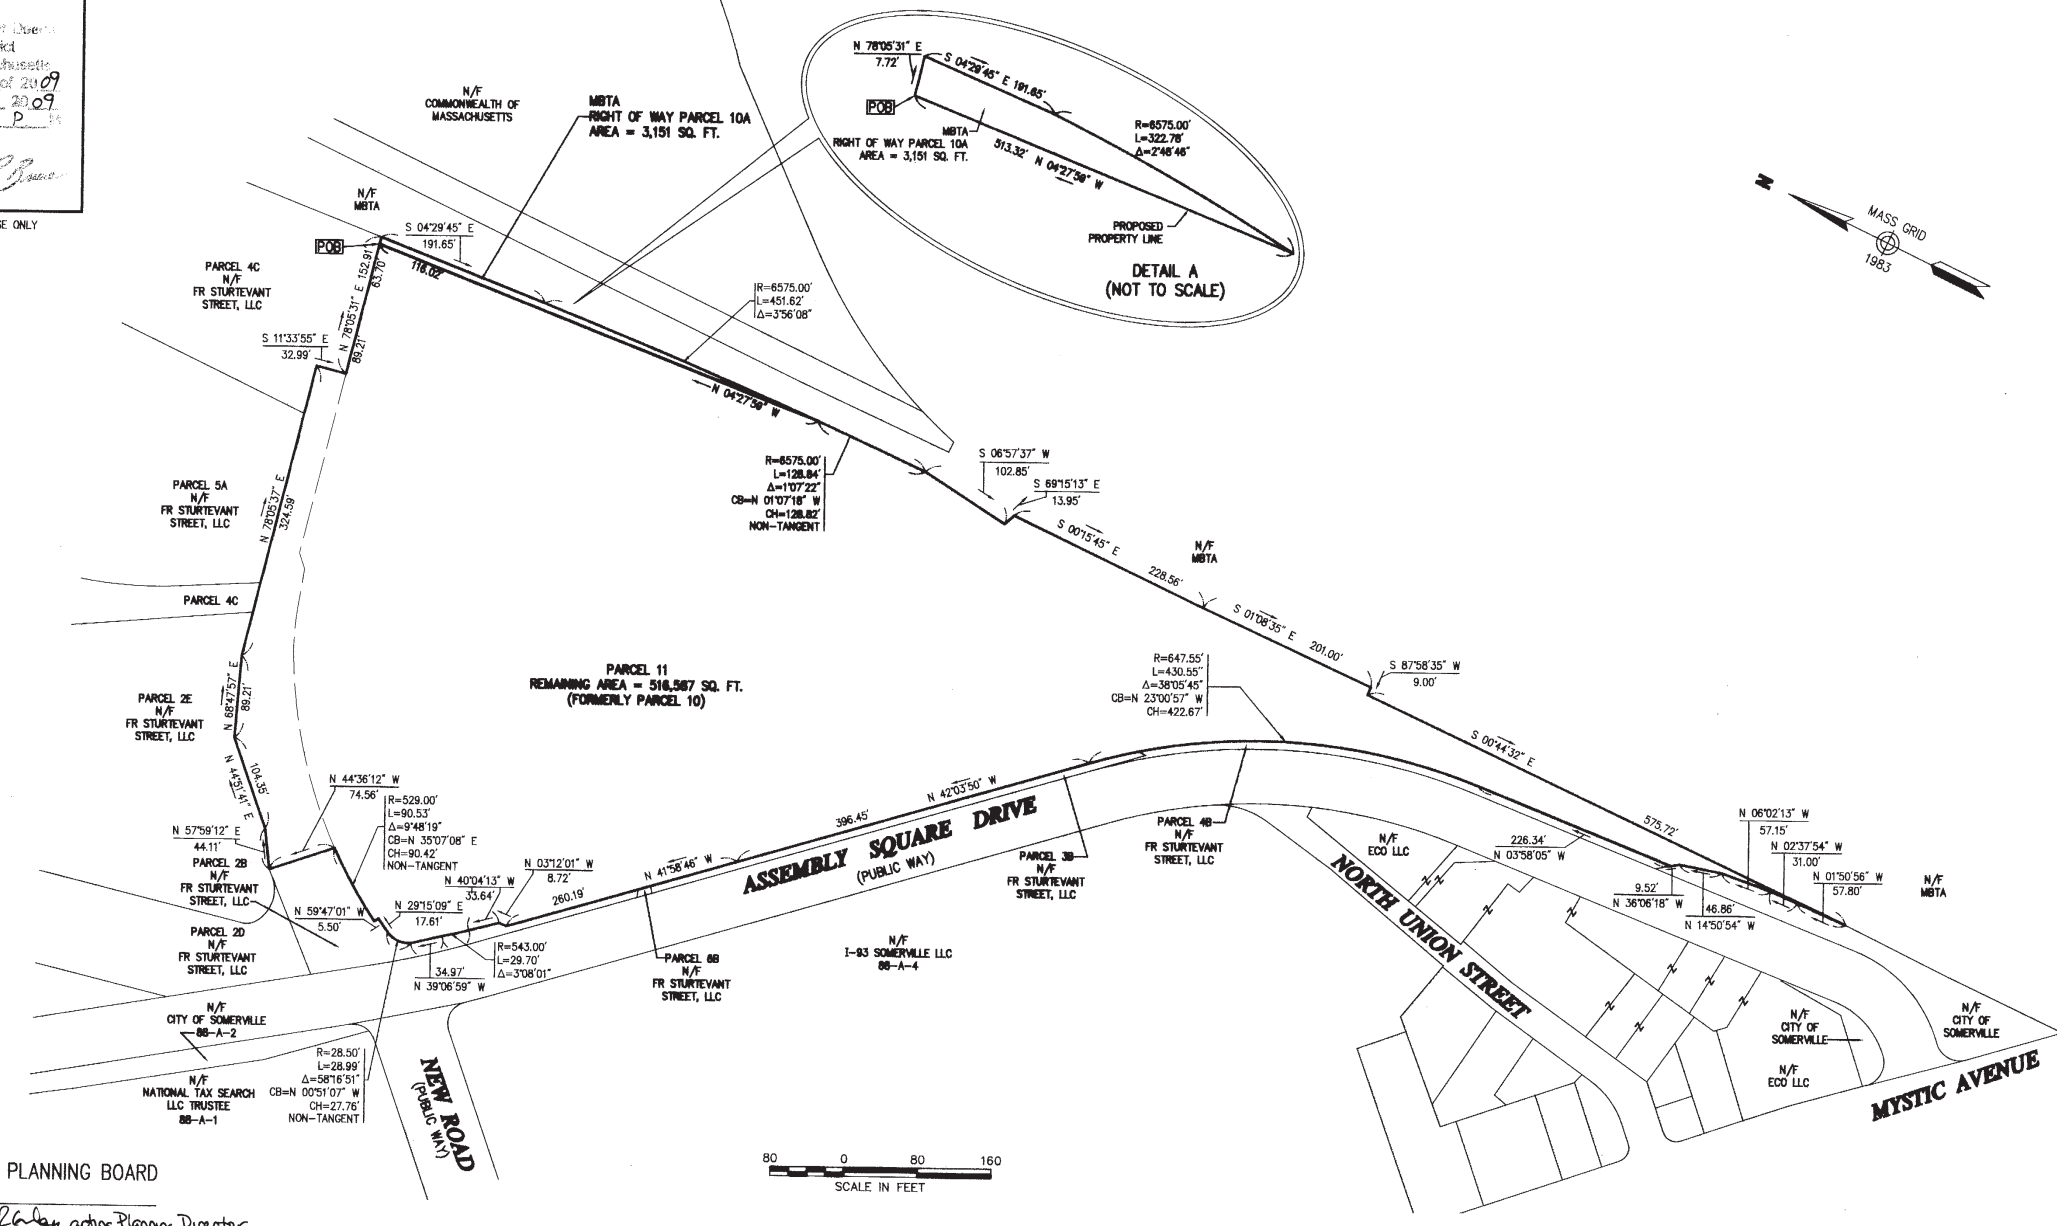 of 2009
2009
P M
E ONLY
N/F
COMMONWEALTH OF
MASSACHUSETTS
MBTA
RIGHT OF WAY PARCEL 10A
AREA = 3,151 SQ. FT.
N 78°05'31" E
7.72'
S 04°29'45" E 191.65'
POB
MBTA
RIGHT OF WAY PARCEL 10A
AREA = 3,151 SQ. FT.
R=6575.00'
L=322.78'
Δ=2°48'46"
513.32' N 04°27'59" W
PROPOSED
PROPERTY LINE
DETAIL A
(NOT TO SCALE)
N
MASS GRID
1983
N/F
MBTA
POB
S 04°29'45" E
191.65'
116.02'
N 78°05'31" E 152.91'
63.70'
89.21'
PARCEL 4C
N/F
FR STURTEVANT
STREET, LLC
S 11°33'55" E
32.99'
R=6575.00'
L=451.62'
Δ=3°56'08"
N 04°27'59" W
R=6575.00'
L=128.84'
Δ=1°07'22"
CB=N 01°07'18" W
CH=128.82'
NON-TANGENT
S 06°57'37" W
102.85'
S 69°15'13" E
13.95'
S 00°15'45" E
228.56'
N/F
MBTA
PARCEL 5A
N/F
FR STURTEVANT
STREET, LLC
N 78°05'37" E
324.59'
PARCEL 4C
S 01°08'35" E
201.00'
S 87°58'35" W
9.00'
PARCEL 11
REMAINING AREA = 516,567 SQ. FT.
(FORMERLY PARCEL 10)
R=647.55'
L=430.55"
Δ=38°05'45"
CB=N 23°00'57" W
CH=422.67'
S 00°44'32" E
575.72'
PARCEL 2E
N/F
FR STURTEVANT
STREET, LLC
N 68°47'57" E
89.21'
N 44°51'41" E
104.35'
N 44°36'12" W
74.56'
R=529.00'
L=90.53'
Δ=9°48'19"
CB=N 35°07'08" E
CH=90.42'
NON-TANGENT
N 57°59'12" E
44.11'
PARCEL 2B
N/F
FR STURTEVANT
STREET, LLC
N 59°47'01" W
5.50'
N 29°15'09" E
17.61'
N 40°04'13" W
33.64'
N 03°12'01" W
8.72'
260.19'
N 41°58'46" W
396.45'
N 42°03'50" W
ASSEMBLY SQUARE DRIVE
(PUBLIC WAY)
PARCEL 3B
N/F
FR STURTEVANT
STREET, LLC
PARCEL 4B
N/F
FR STURTEVANT
STREET, LLC
N/F
ECO LLC
226.34'
N 03°58'05" W
N 06°02'13" W
57.15'
N 02°37'54" W
31.00'
N 01°50'56" W
57.80'
N/F
MBTA
9.52'
N 36°06'18" W
46.86'
N 14°50'54" W
PARCEL 2D
N/F
FR STURTEVANT
STREET, LLC
R=543.00'
L=29.70'
Δ=3°08'01"
34.97'
N 39°06'59" W
PARCEL 6B
N/F
FR STURTEVANT
STREET, LLC
N/F
I-93 SOMERVILLE LLC
88-A-4
NORTH UNION STREET
N/F
CITY OF SOMERVILLE
88-A-2
N/F
CITY OF
SOMERVILLE
N/F
CITY OF
SOMERVILLE
N/F
ECO LLC
MYSTIC AVENUE
R=28.50'
L=28.99'
Δ=58°16'51"
CB=N 00°51'07" W
CH=27.76'
NON-TANGENT
N/F
NATIONAL TAX SEARCH
LLC TRUSTEE
88-A-1
NEW ROAD
(PUBLIC WAY)
80 0 80 160
SCALE IN FEET
PLANNING BOARD
acting Planning Director